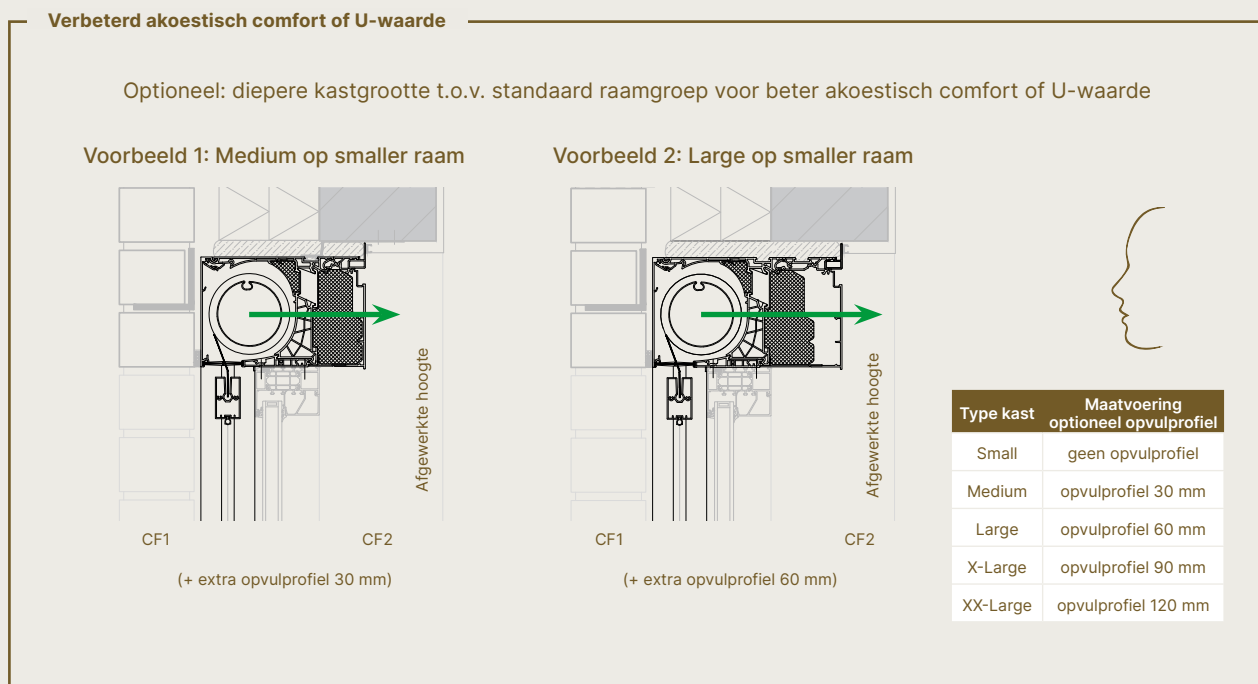 Verbeterd akoestisch comfort of U-waarde
Optioneel: diepere kastgrootte t.o.v. standaard raamgroep voor beter akoestisch comfort of U-waarde
Voorbeeld 1: Medium op smaller raam
Afgewerkte hoogte
CF1
CF2
(+ extra opvulprofiel 30 mm)
Voorbeeld 2: Large op smaller raam
Afgewerkte hoogte
CF1
CF2
(+ extra opvulprofiel 60 mm)
Type kast
Maatvoering
optioneel opvulprofiel
Small
geen opvulprofiel
Medium
opvulprofiel 30 mm
Large
opvulprofiel 60 mm
X-Large
opvulprofiel 90 mm
XX-Large
opvulprofiel 120 mm